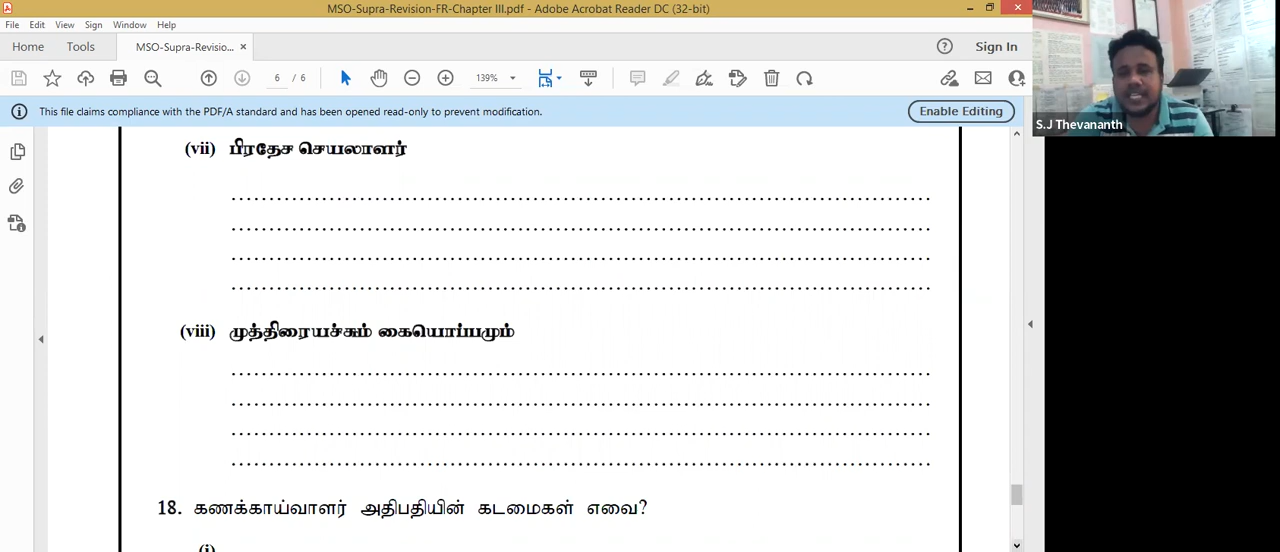 MSO-Supra-Revision-FR-Chapter III.pdf - Adobe Acrobat Reader DC (32-bit)
File Edit View Sign Window Help
Home Tools MSO-Supra-Revisio... × Sign In
6 / 6 139%
This file claims compliance with the PDF/A standard and has been opened read-only to prevent modification. Enable Editing
S.J Thevananth
(vii) பிரதேச செயலாளர்
(viii) முத்திரையச்சும் கையொப்பமும்
18. கணக்காய்வாளர் அதிபதியின் கடமைகள் எவை?
(i)